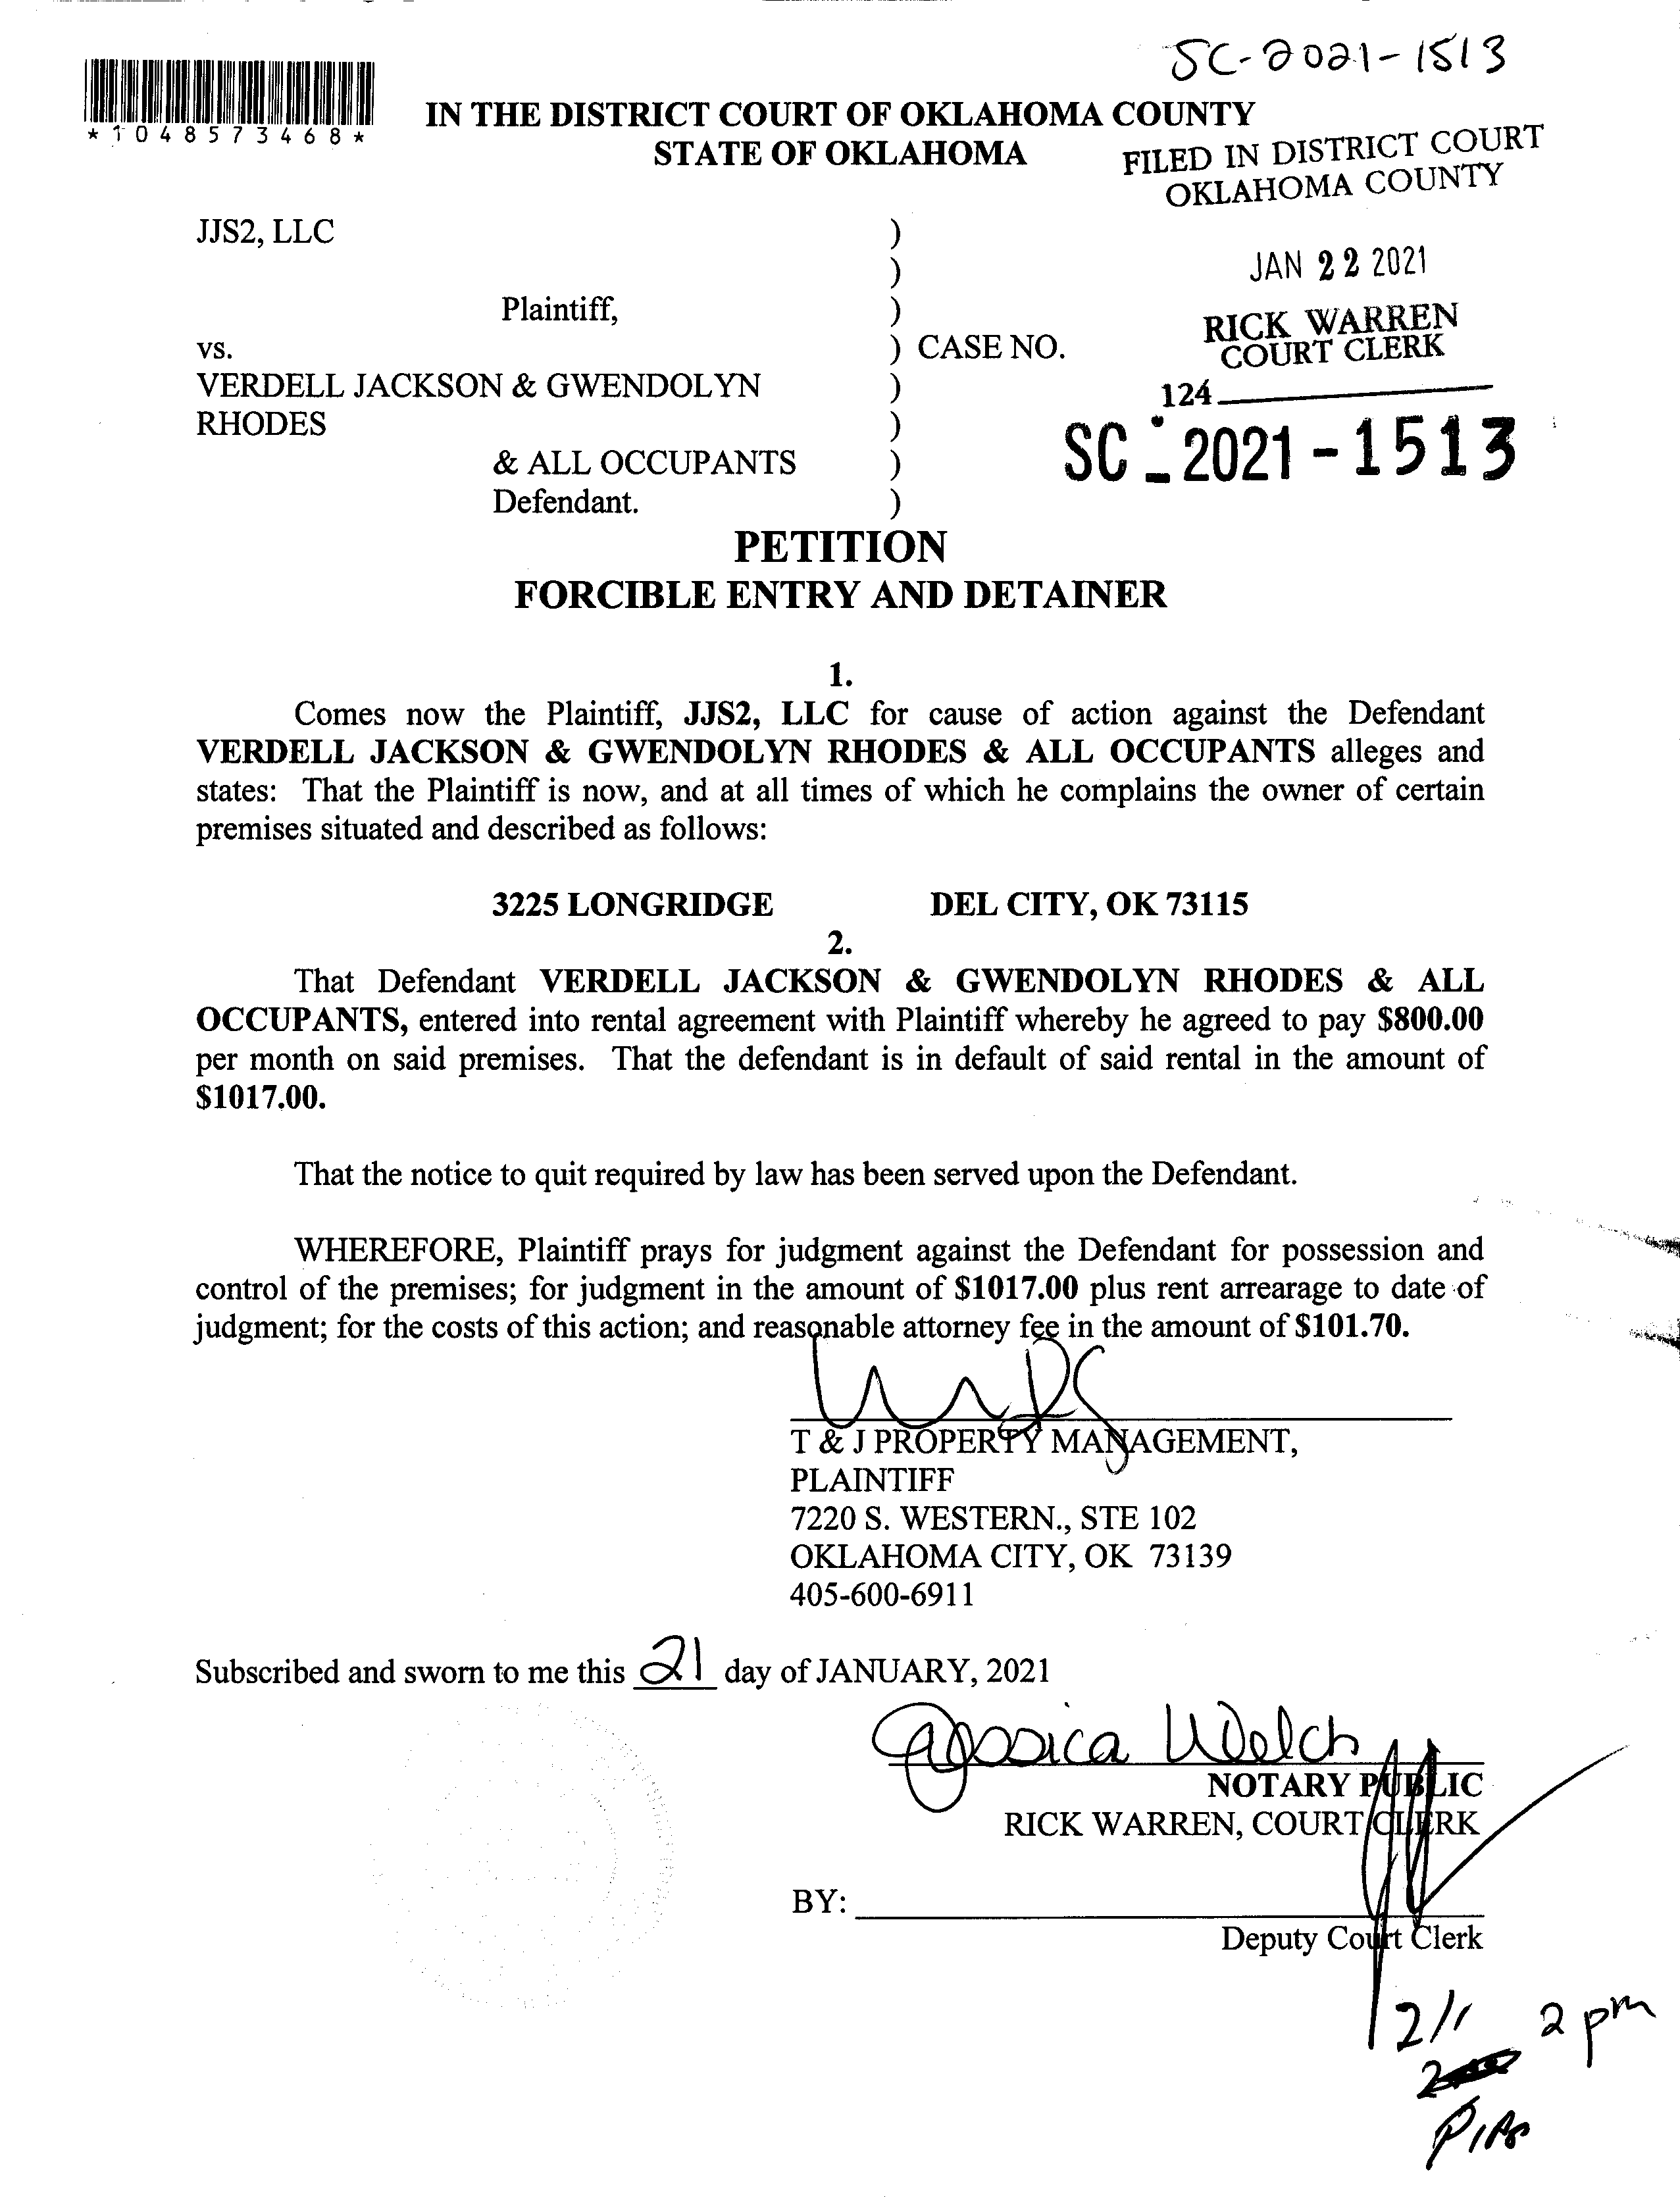 SC-2021-1513
*1048573468*
IN THE DISTRICT COURT OF OKLAHOMA COUNTY
STATE OF OKLAHOMA
FILED IN DISTRICT COURT
OKLAHOMA COUNTY
JJS2, LLC )
)
JAN 22 2021
Plaintiff, )
RICK WARREN
COURT CLERK
vs. ) CASE NO.
VERDELL JACKSON & GWENDOLYN )
124
RHODES )
SC - 2021-1513
& ALL OCCUPANTS )
Defendant. )
PETITION
FORCIBLE ENTRY AND DETAINER
1.
Comes now the Plaintiff, JJS2, LLC for cause of action against the Defendant
VERDELL JACKSON & GWENDOLYN RHODES & ALL OCCUPANTS alleges and
states: That the Plaintiff is now, and at all times of which he complains the owner of certain
premises situated and described as follows:
3225 LONGRIDGE DEL CITY, OK 73115
2.
That Defendant VERDELL JACKSON & GWENDOLYN RHODES & ALL
OCCUPANTS, entered into rental agreement with Plaintiff whereby he agreed to pay $800.00
per month on said premises. That the defendant is in default of said rental in the amount of
$1017.00.
That the notice to quit required by law has been served upon the Defendant.
WHEREFORE, Plaintiff prays for judgment against the Defendant for possession and
control of the premises; for judgment in the amount of $1017.00 plus rent arrearage to date of
judgment; for the costs of this action; and reasonable attorney fee in the amount of $101.70.
T & J PROPERTY MANAGEMENT,
PLAINTIFF
7220 S. WESTERN., STE 102
OKLAHOMA CITY, OK 73139
405-600-6911
Subscribed and sworn to me this 21 day of JANUARY, 2021
Jessica Welch
NOTARY PUBLIC
RICK WARREN, COURT CLERK
BY:
Deputy Court Clerk
2/1 2 pm